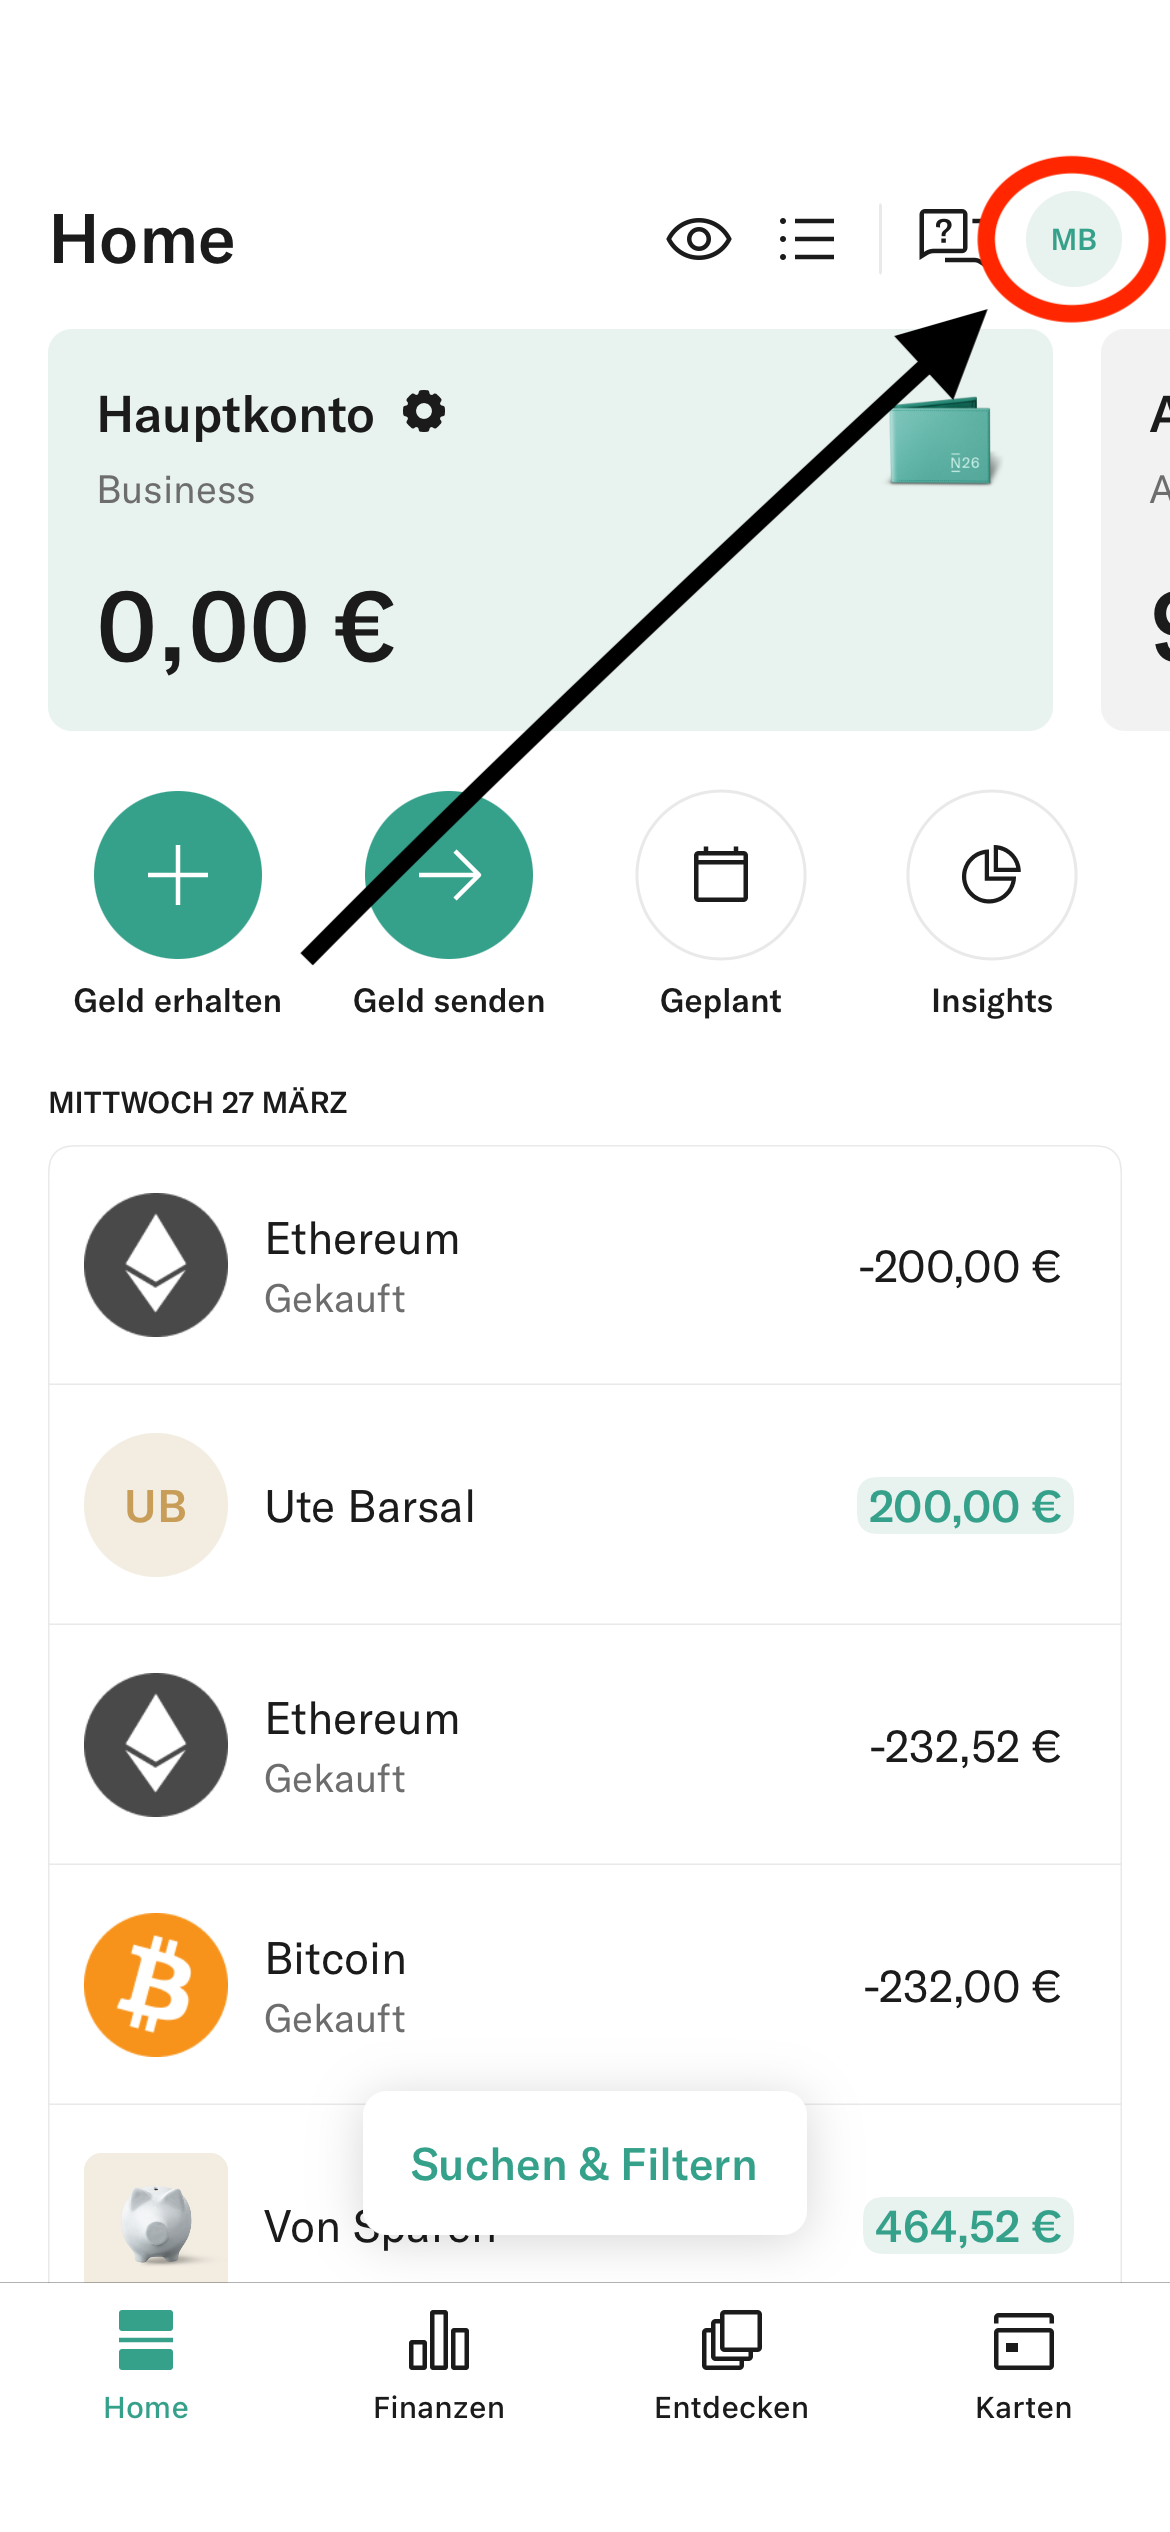 Home
?
MB
Hauptkonto
Business
N26
0,00 €
Geld erhalten
Geld senden
Geplant
Insights
MITTWOCH 27 MÄRZ
Ethereum
Gekauft
-200,00 €
UB
Ute Barsal
200,00 €
Ethereum
Gekauft
-232,52 €
Bitcoin
Gekauft
-232,00 €
Suchen & Filtern
Von Sparen
464,52 €
Home
Finanzen
Entdecken
Karten